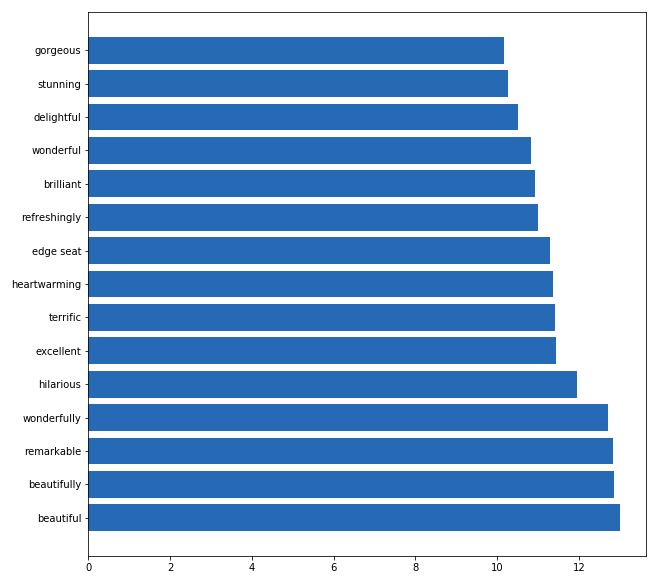 gorgeous
stunning
delightful
wonderful
brilliant
refreshingly
edge seat
heartwarming
terrific
excellent
hilarious
wonderfully
remarkable
beautifully
beautiful
0 2 4 6 8 10 12